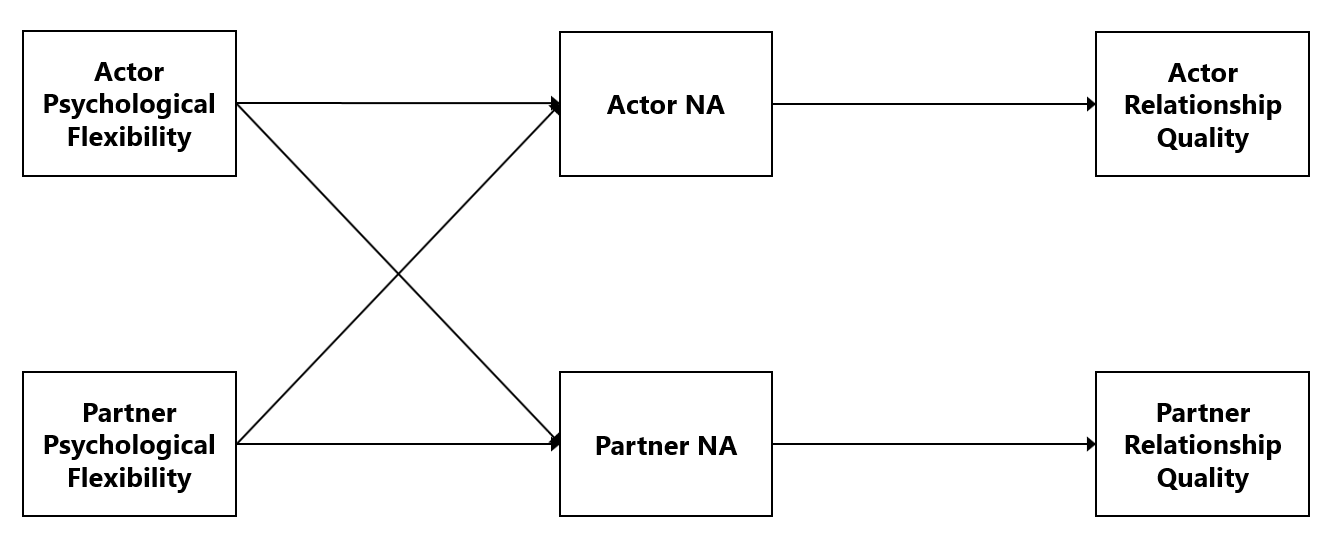 Actor
Psychological
Flexibility
Actor NA
Actor
Relationship
Quality
Partner
Psychological
Flexibility
Partner NA
Partner
Relationship
Quality